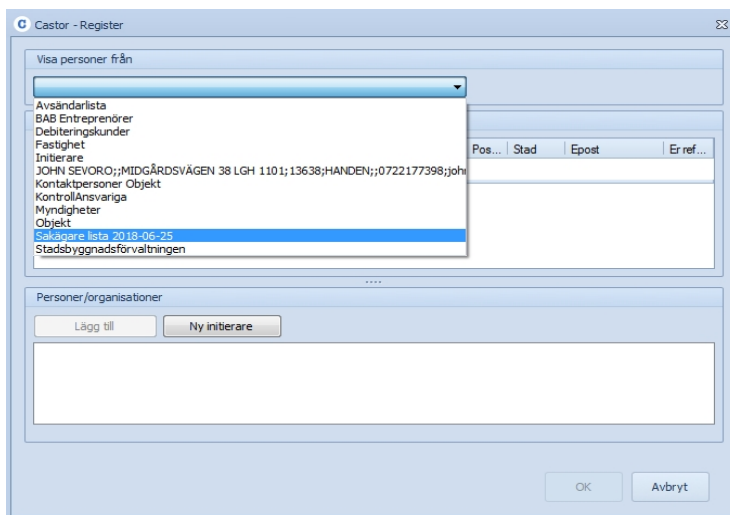 Castor - Register
Visa personer från
Avsändarlista
BAB Entreprenörer
Debiteringskunder
Fastighet
Initierare
JOHN SEVORO;;MIDGÅRDSVÄGEN 38 LGH 1101;13638;HANDEN;;0722177398;joh
Kontaktpersoner Objekt
KontrollAnsvariga
Myndigheter
Objekt
Sakägare lista 2018-06-25
Stadsbyggnadsförvaltningen
Pos... Stad Epost Er ref...
Personer/organisationer
Lägg till Ny initierare
OK Avbryt